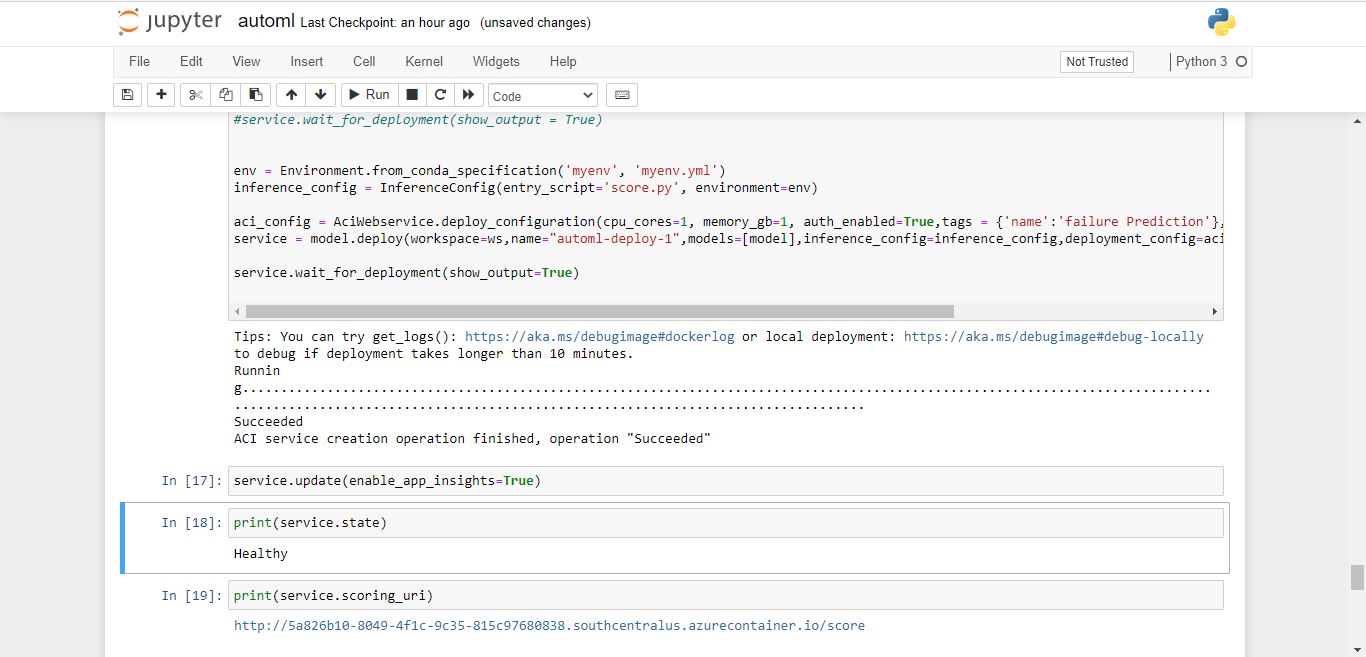 jupyter automl Last Checkpoint: an hour ago (unsaved changes)
File Edit View Insert Cell Kernel Widgets Help Not Trusted Python 3
Run Code
#service.wait_for_deployment(show_output = True)
env = Environment.from_conda_specification('myenv', 'myenv.yml')
inference_config = InferenceConfig(entry_script='score.py', environment=env)
aci_config = AciWebservice.deploy_configuration(cpu_cores=1, memory_gb=1, auth_enabled=True,tags = {'name':'failure Prediction'},
service = model.deploy(workspace=ws,name="automl-deploy-1",models=[model],inference_config=inference_config,deployment_config=aci
service.wait_for_deployment(show_output=True)
Tips: You can try get_logs(): https://aka.ms/debugimage#dockerlog or local deployment: https://aka.ms/debugimage#debug-locally
to debug if deployment takes longer than 10 minutes.
Runnin
g..............................................................................................................................
..................................................................................
Succeeded
ACI service creation operation finished, operation "Succeeded"
In [17]: service.update(enable_app_insights=True)
In [18]: print(service.state)
Healthy
In [19]: print(service.scoring_uri)
http://5a826b10-8049-4f1c-9c35-815c97680838.southcentralus.azurecontainer.io/score